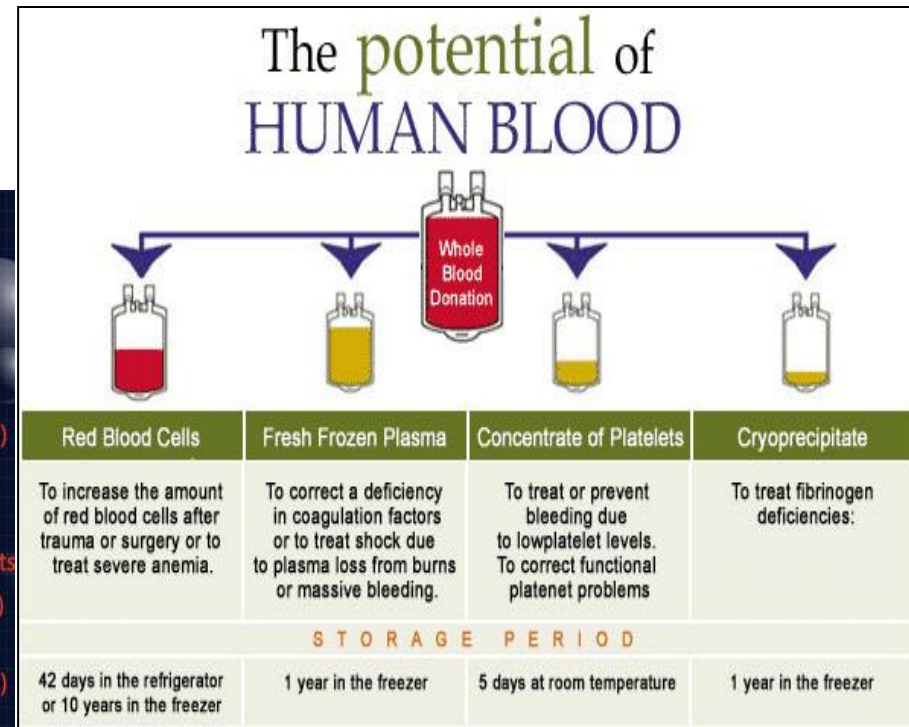 The potential of
HUMAN BLOOD
Whole
Blood
Donation
Red Blood Cells
Fresh Frozen Plasma
Concentrate of Platelets
Cryoprecipitate
To increase the amount
of red blood cells after
trauma or surgery or to
treat severe anemia.
To correct a deficiency
in coagulation factors
or to treat shock due
to plasma loss from burns
or massive bleeding.
To treat or prevent
bleeding due
to lowplatelet levels.
To correct functional
platenet problems
To treat fibrinogen
deficiencies:
STORAGE PERIOD
42 days in the refrigerator
or 10 years in the freezer
1 year in the freezer
5 days at room temperature
1 year in the freezer
)
ts
)
)